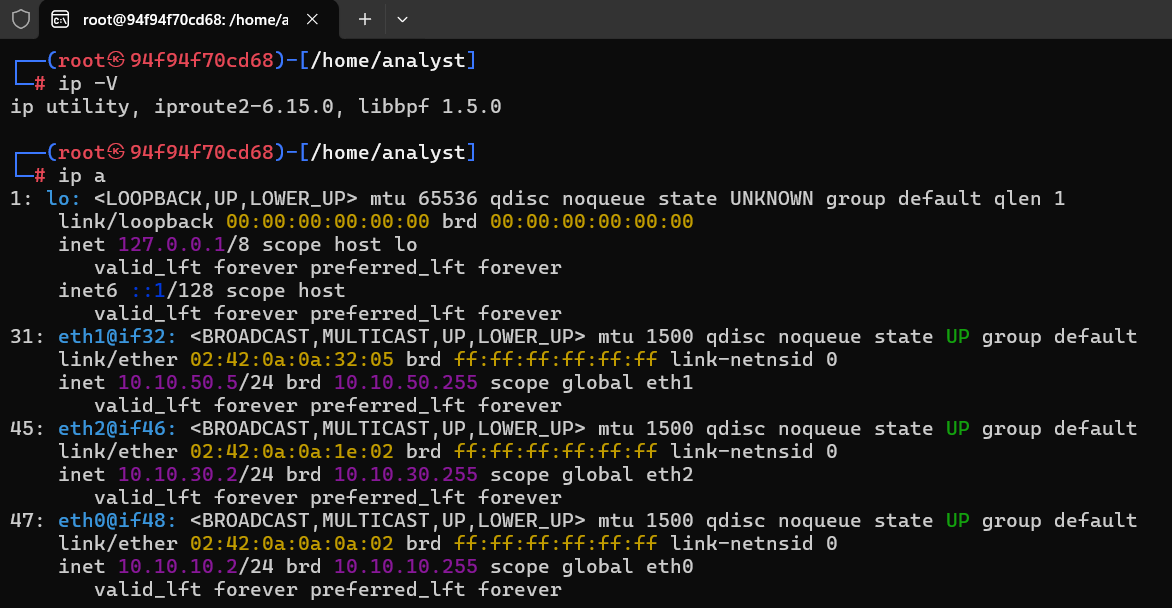 root@94f94f70cd68: /home/a
┌──(root㉿94f94f70cd68)-[/home/analyst]
└─# ip -V
ip utility, iproute2-6.15.0, libbpf 1.5.0
┌──(root㉿94f94f70cd68)-[/home/analyst]
└─# ip a
1: lo: <LOOPBACK,UP,LOWER_UP> mtu 65536 qdisc noqueue state UNKNOWN group default qlen 1
link/loopback 00:00:00:00:00:00 brd 00:00:00:00:00:00
inet 127.0.0.1/8 scope host lo
valid_lft forever preferred_lft forever
inet6 ::1/128 scope host
valid_lft forever preferred_lft forever
31: eth1@if32: <BROADCAST,MULTICAST,UP,LOWER_UP> mtu 1500 qdisc noqueue state UP group default
link/ether 02:42:0a:0a:32:05 brd ff:ff:ff:ff:ff:ff link-netnsid 0
inet 10.10.50.5/24 brd 10.10.50.255 scope global eth1
valid_lft forever preferred_lft forever
45: eth2@if46: <BROADCAST,MULTICAST,UP,LOWER_UP> mtu 1500 qdisc noqueue state UP group default
link/ether 02:42:0a:0a:1e:02 brd ff:ff:ff:ff:ff:ff link-netnsid 0
inet 10.10.30.2/24 brd 10.10.30.255 scope global eth2
valid_lft forever preferred_lft forever
47: eth0@if48: <BROADCAST,MULTICAST,UP,LOWER_UP> mtu 1500 qdisc noqueue state UP group default
link/ether 02:42:0a:0a:0a:02 brd ff:ff:ff:ff:ff:ff link-netnsid 0
inet 10.10.10.2/24 brd 10.10.10.255 scope global eth0
valid_lft forever preferred_lft forever